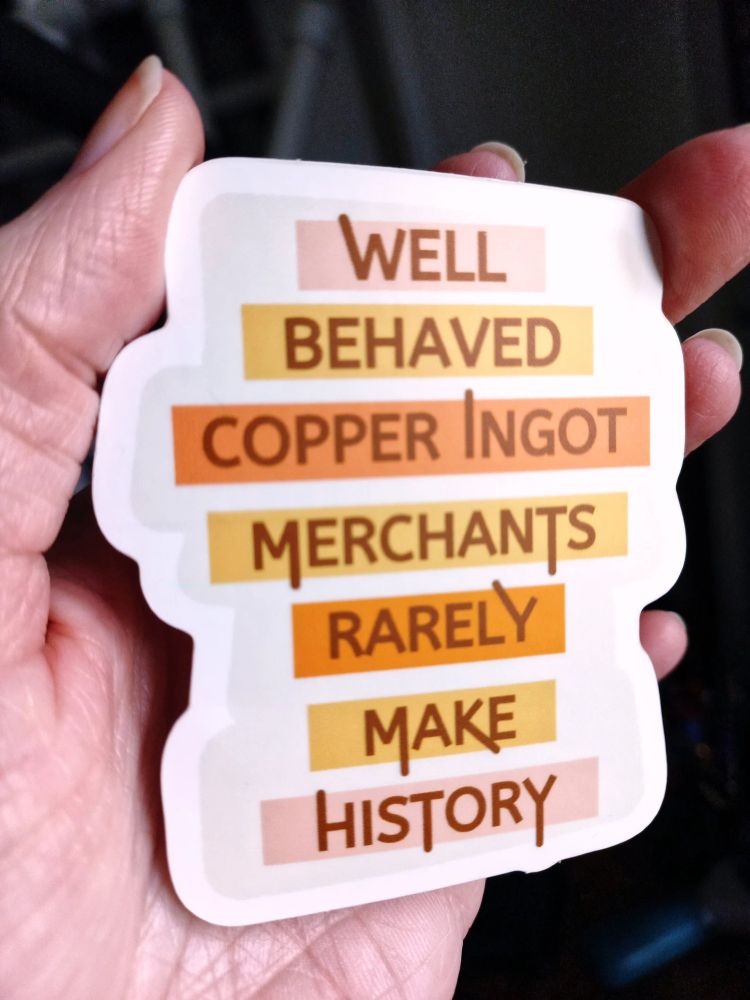 WELL
BEHAVED
COPPER INGOT
MERCHANTS
RARELY
MAKE
HISTORY